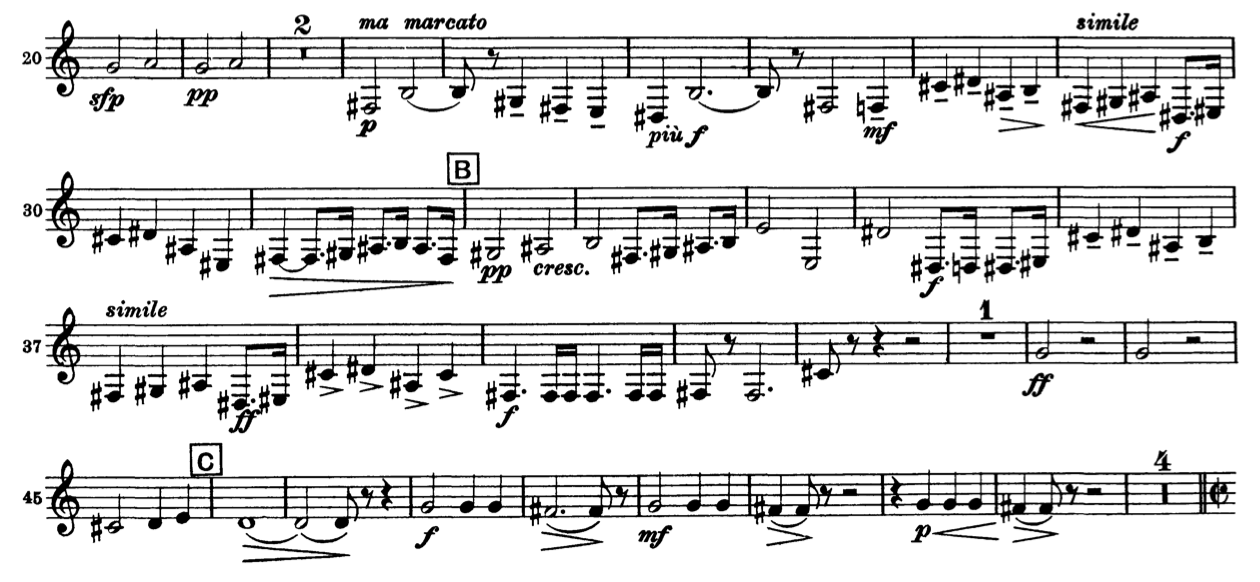 2 ma marcato simile
20
sfp pp p più f mf f
B
30
pp cresc. f
simile 1
37
ff f ff
C
4
45
f mf p